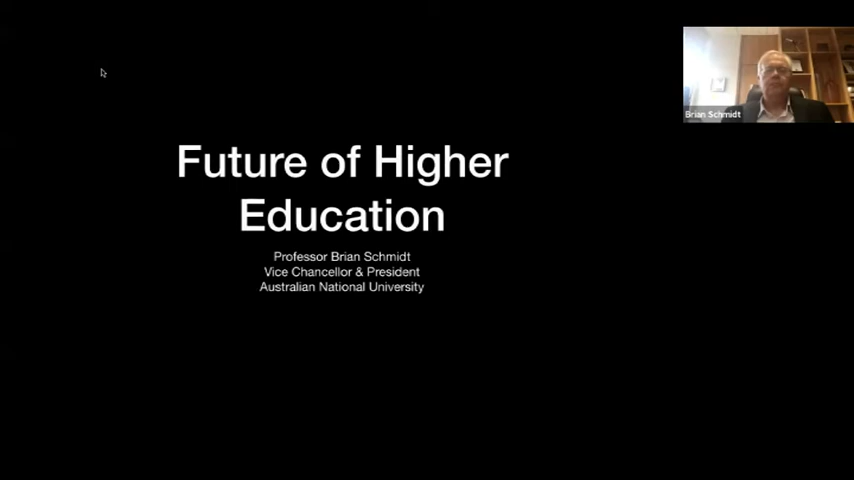 Future of Higher
Education
Professor Brian Schmidt
Vice Chancellor & President
Australian National University
Brian Schmidt